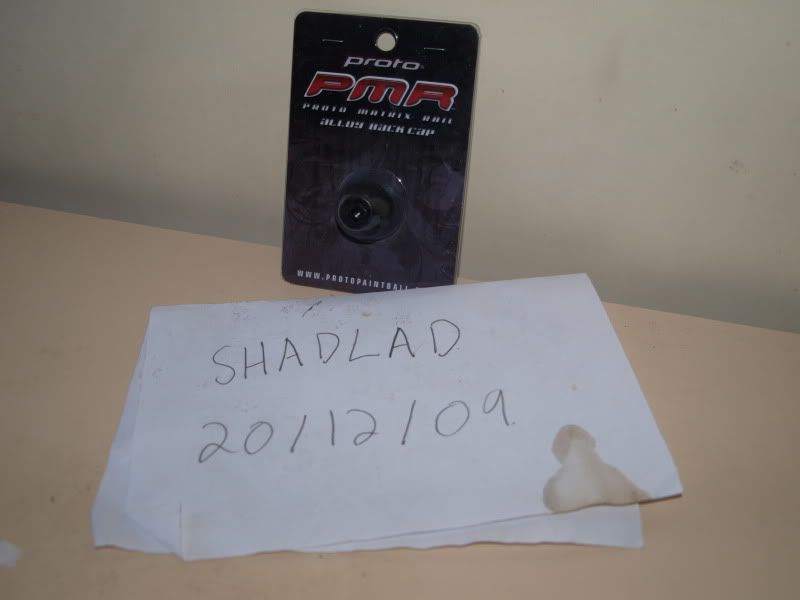 proto
PMR
PROTO MATRIX RAIL
ALLOY BACK CAP
WWW.PROTOPAINTBALL.
SHADLAD
20/12/09